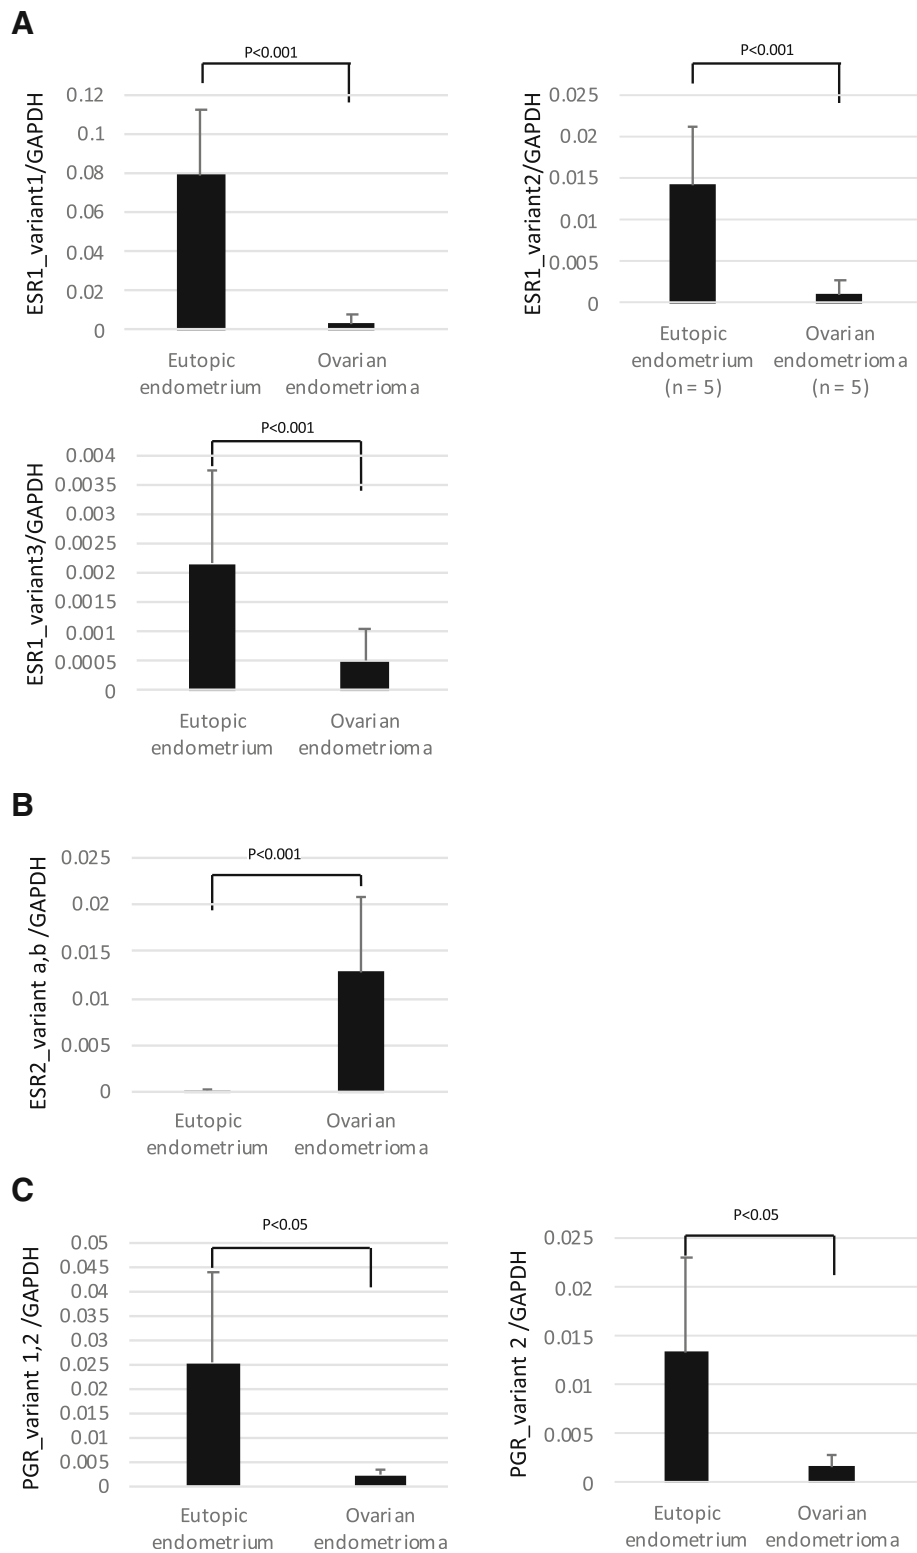 A
P<0.001
ESR1_variant1/GAPDH
0.12
0.1
0.08
0.06
0.04
0.02
0
Eutopic
endometrium
Ovarian
endometrioma
P<0.001
ESR1_variant2/GAPDH
0.025
0.02
0.015
0.01
0.005
0
Eutopic
endometrium
(n = 5)
Ovarian
endometrioma
(n = 5)
P<0.001
ESR1_variant3/GAPDH
0.004
0.0035
0.003
0.0025
0.002
0.0015
0.001
0.0005
0
Eutopic
endometrium
Ovarian
endometrioma
B
P<0.001
ESR2_variant a,b /GAPDH
0.025
0.02
0.015
0.01
0.005
0
Eutopic
endometrium
Ovarian
endometrioma
C
P<0.05
PGR_variant 1,2 /GAPDH
0.05
0.045
0.04
0.035
0.03
0.025
0.02
0.015
0.01
0.005
0
Eutopic
endometrium
Ovarian
endometrioma
P<0.05
PGR_variant 2 /GAPDH
0.025
0.02
0.015
0.01
0.005
0
Eutopic
endometrium
Ovarian
endometrioma